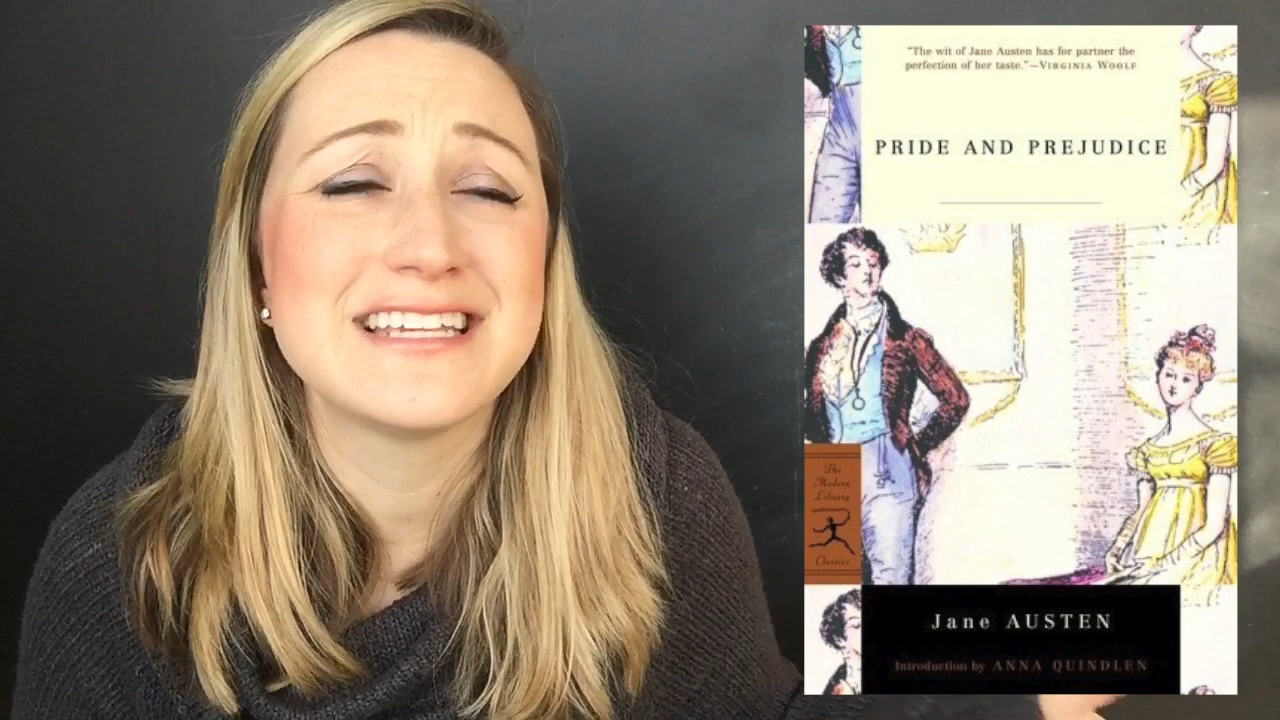 "The wit of Jane Austen has for partner the
perfection of her taste."—VIRGINIA WOOLF
PRIDE AND PREJUDICE
The
Modern
Library
Classics
Jane AUSTEN
Introduction by ANNA QUINDLEN